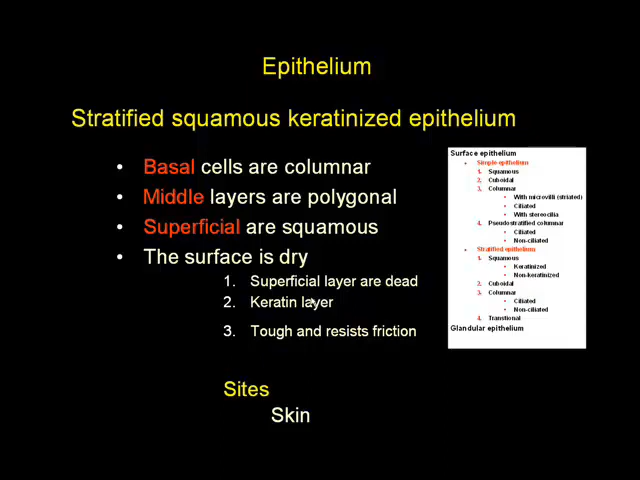 Epithelium
Stratified squamous keratinized epithelium
• Basal cells are columnar
• Middle layers are polygonal
• Superficial are squamous
• The surface is dry
1. Superficial layer are dead
2. Keratin layer
3. Tough and resists friction
Sites
Skin
Surface epithelium
• Simple epithelium
1. Squamous
2. Cuboidal
3. Columnar
• With microvilli (striated)
• Ciliated
• With stereocilia
4. Pseudostratified columnar
• Ciliated
• Non-ciliated
• Stratified epithelium
1. Squamous
• Keratinized
• Non-keratinized
2. Cuboidal
3. Columnar
• Ciliated
• Non-ciliated
4. Transtional
Glandular epithelium